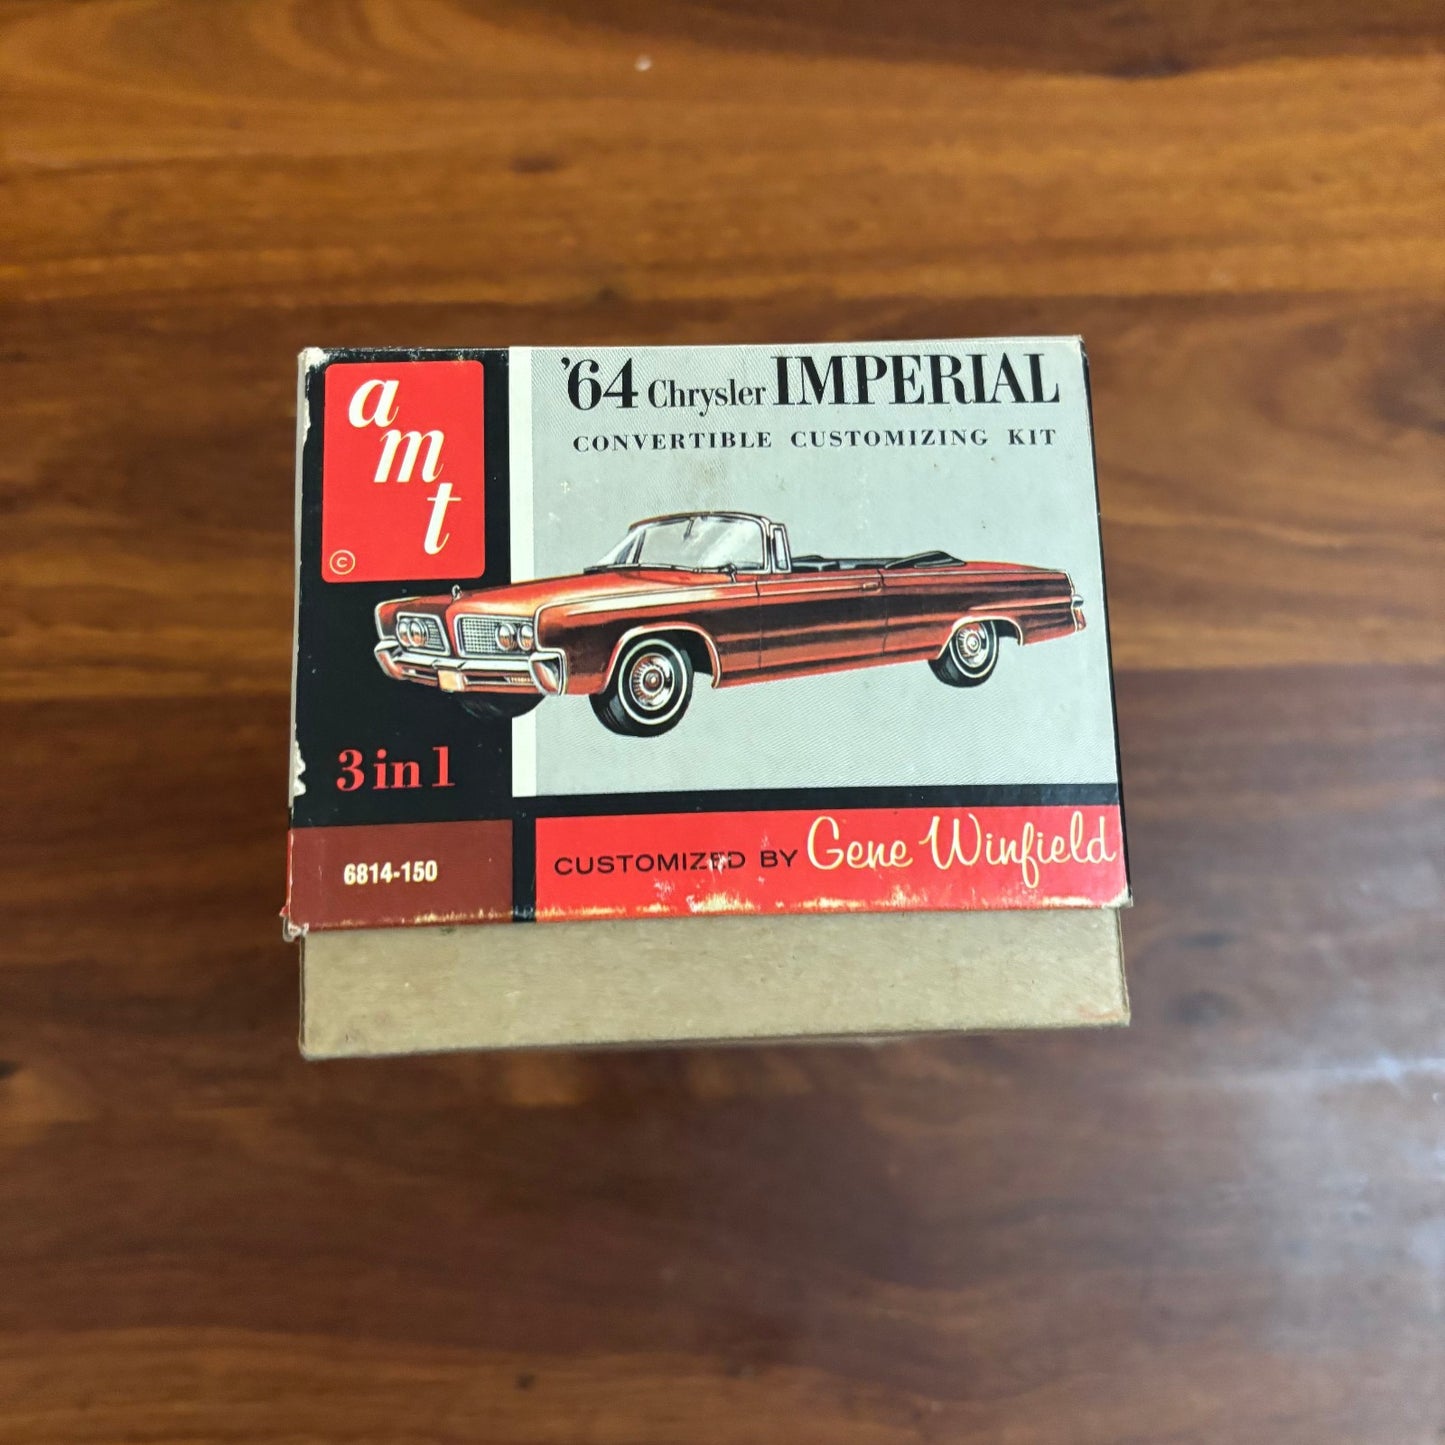 amt
©
'64 Chrysler IMPERIAL
CONVERTIBLE CUSTOMIZING KIT
3 in 1
6814-150
CUSTOMIZED BY Gene Winfield